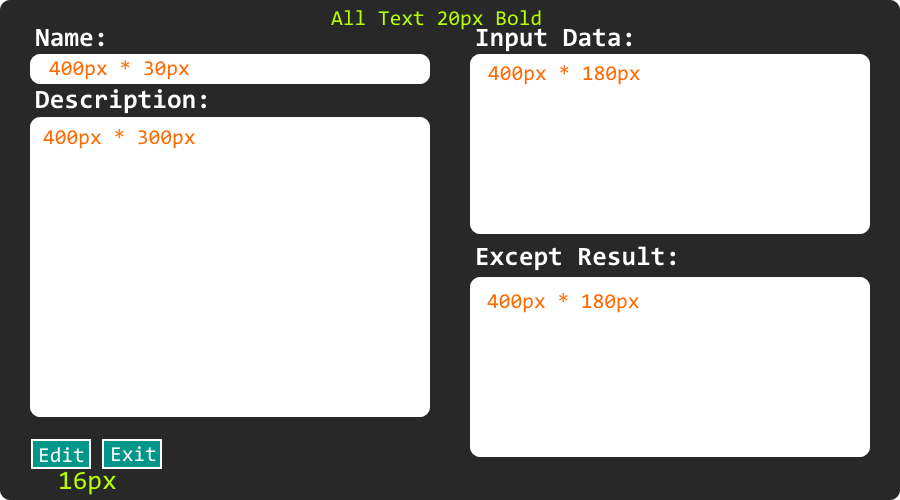 All Text 20px Bold
Name:
400px * 30px
Description:
400px * 300px
Edit Exit
16px
Input Data:
400px * 180px
Except Result:
400px * 180px